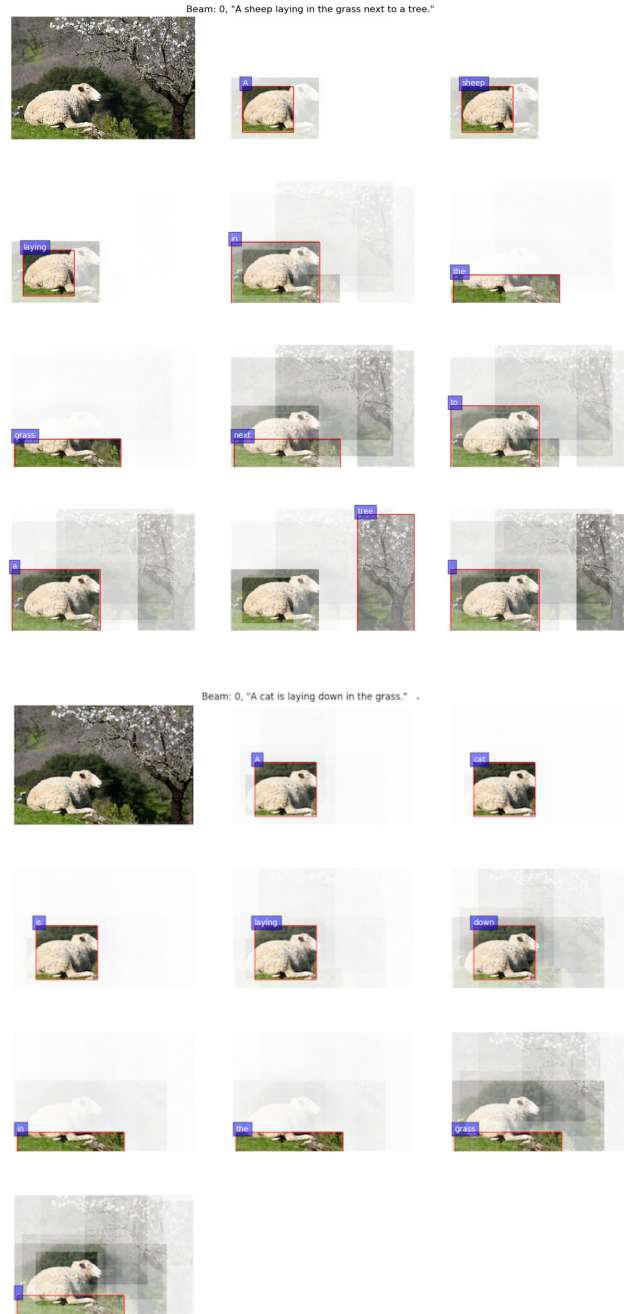 Beam: 0, "A sheep laying in the grass next to a tree."
A
sheep
laying
in
the
grass
next
to
a
tree
Beam: 0, "A cat is laying down in the grass."
A
cat
is
laying
down
in
the
grass